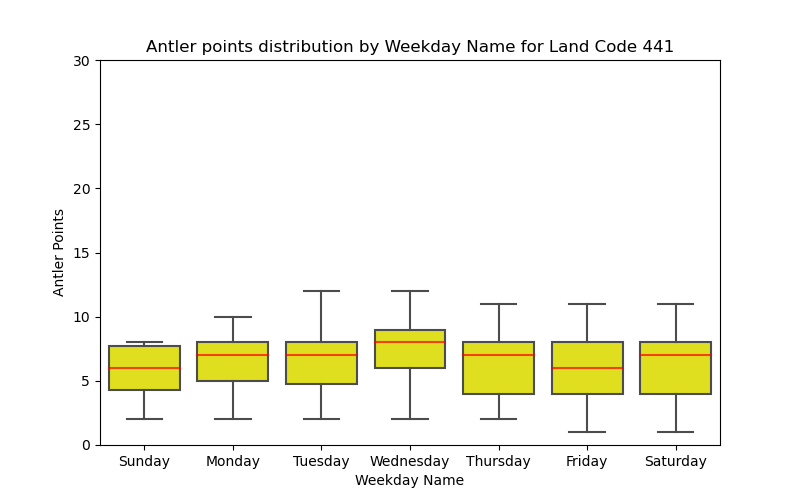 Antler points distribution by Weekday Name for Land Code 441
30
25
20
15
10
5
0
Antler Points
Sunday Monday Tuesday Wednesday Thursday Friday Saturday
Weekday Name